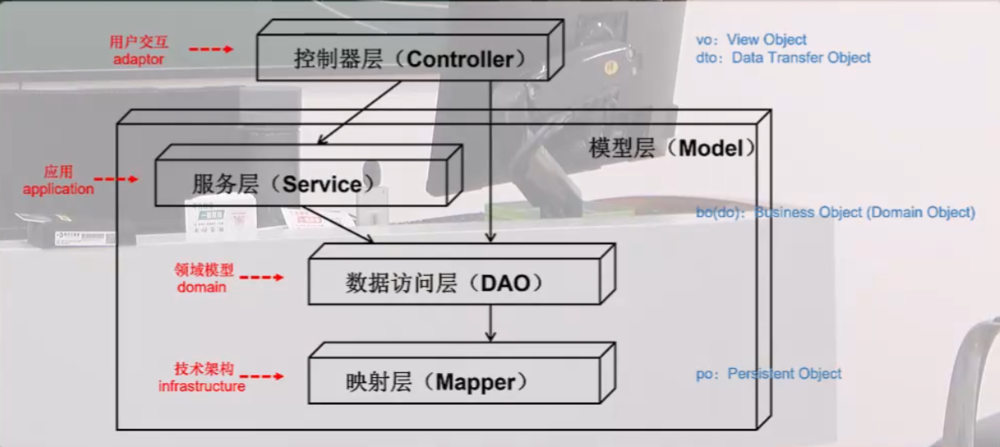 用户交互
adaptor
控制器层（Controller）
vo：View Object
dto：Data Transfer Object
模型层（Model）
应用
application
服务层（Service）
bo(do)：Business Object (Domain Object)
领域模型
domain
数据访问层（DAO）
技术架构
infrastructure
映射层（Mapper）
po：Persistent Object